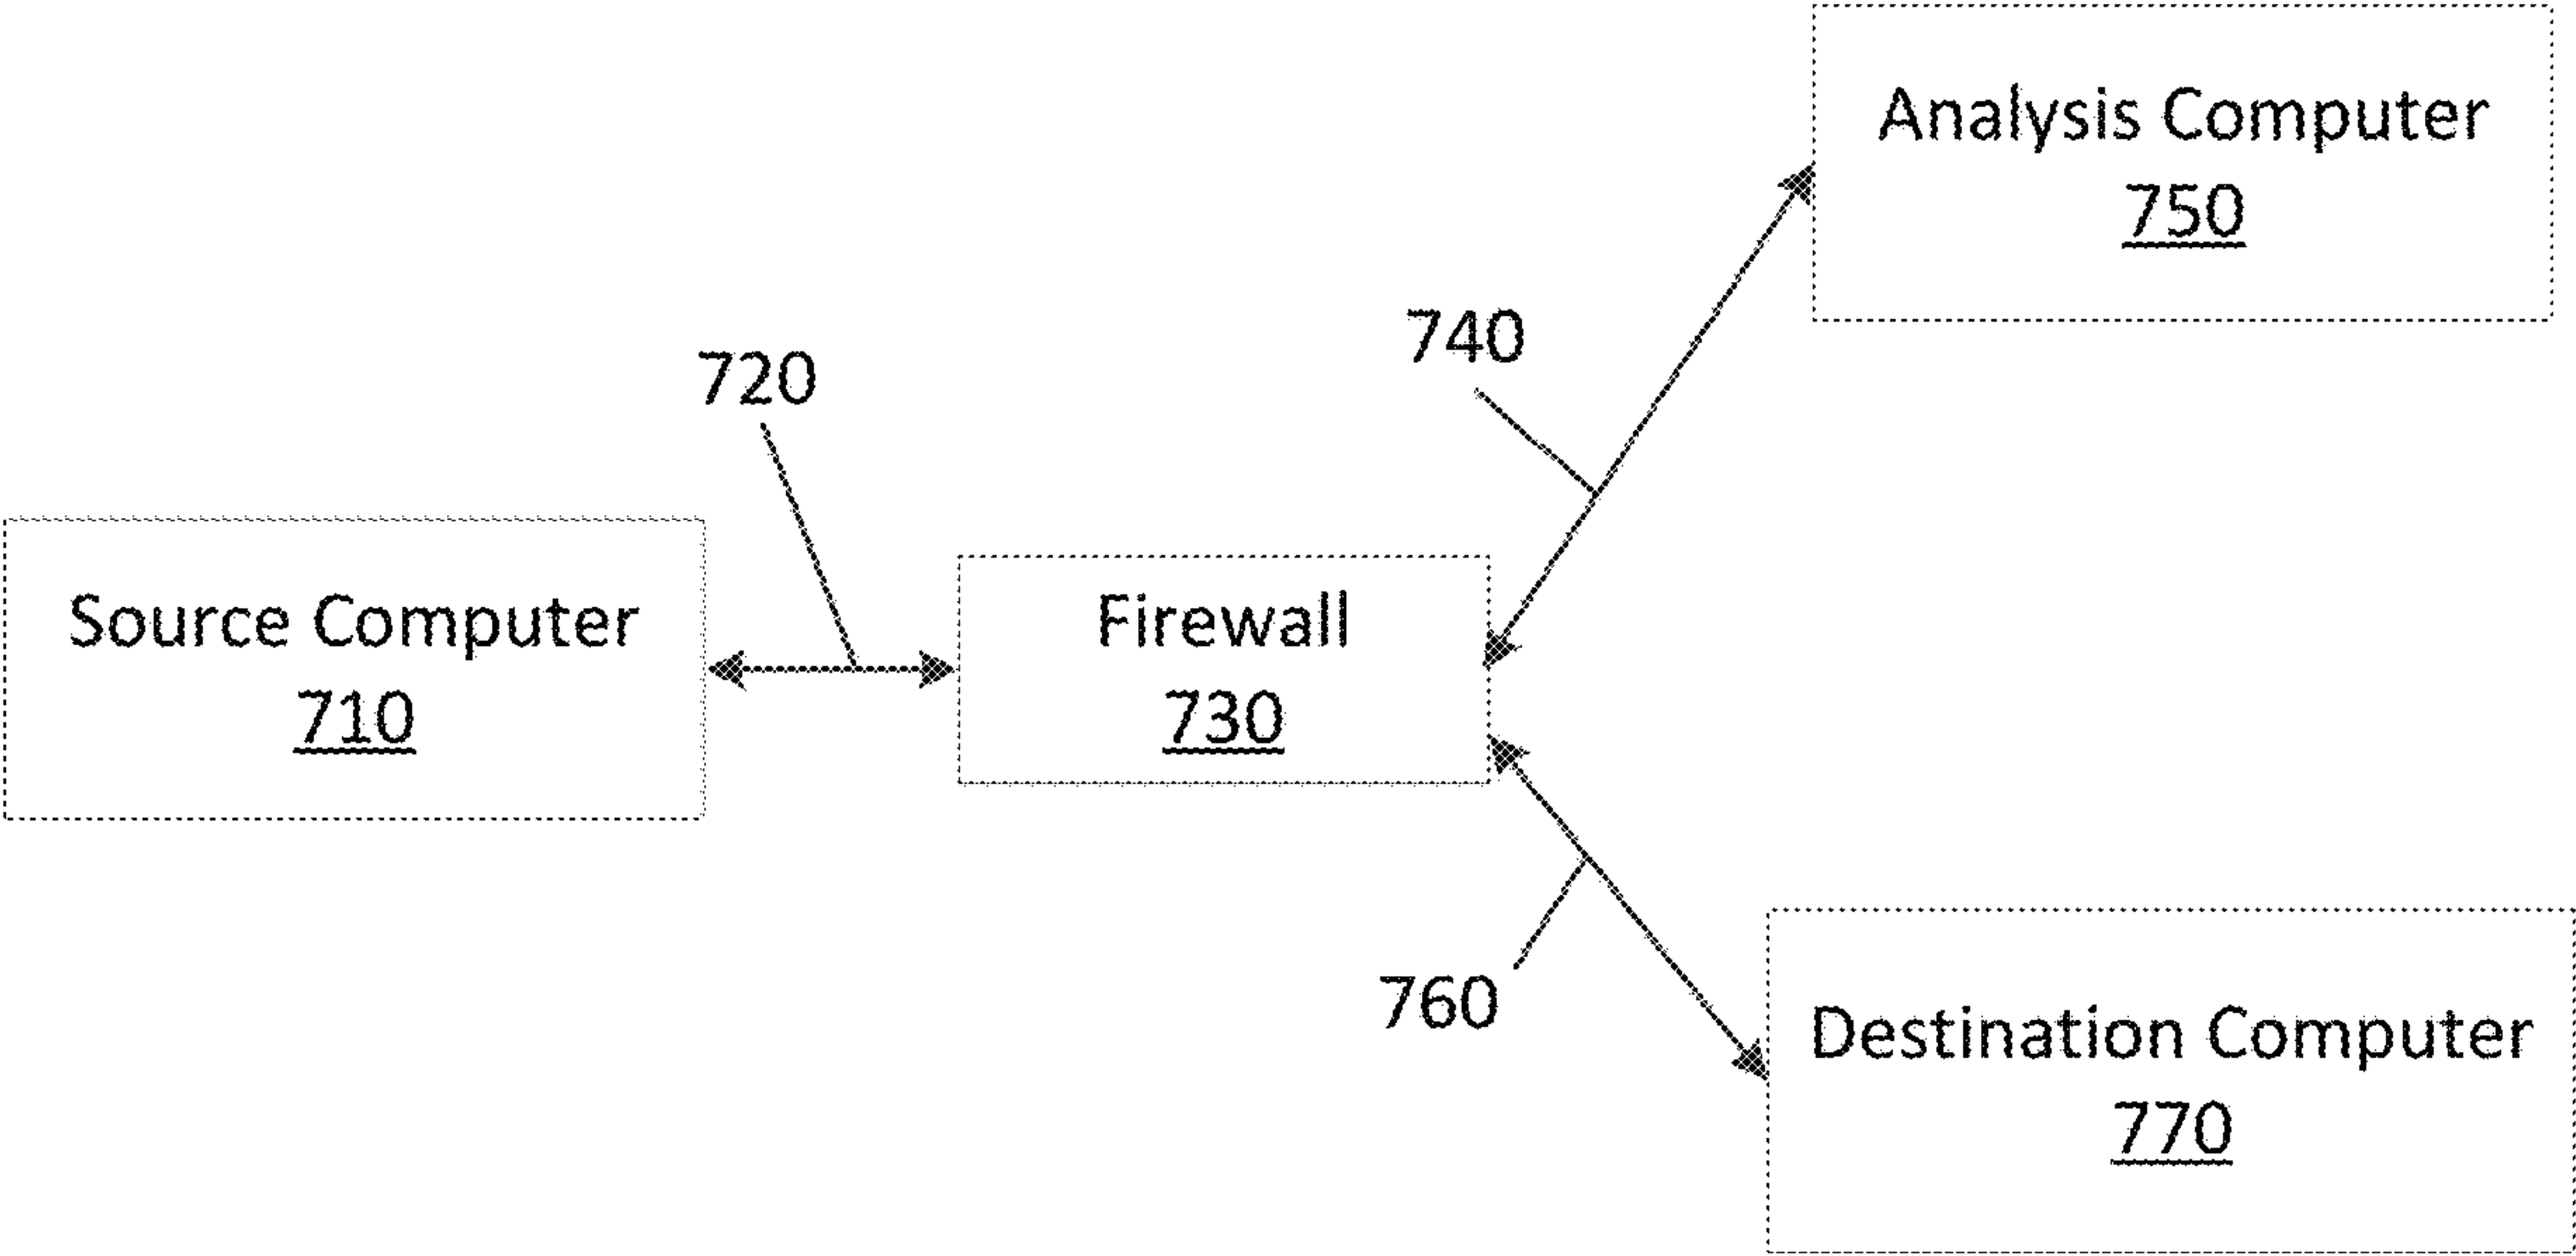 Analysis Computer
750
740
720
Source Computer
710
Firewall
730
760
Destination Computer
770